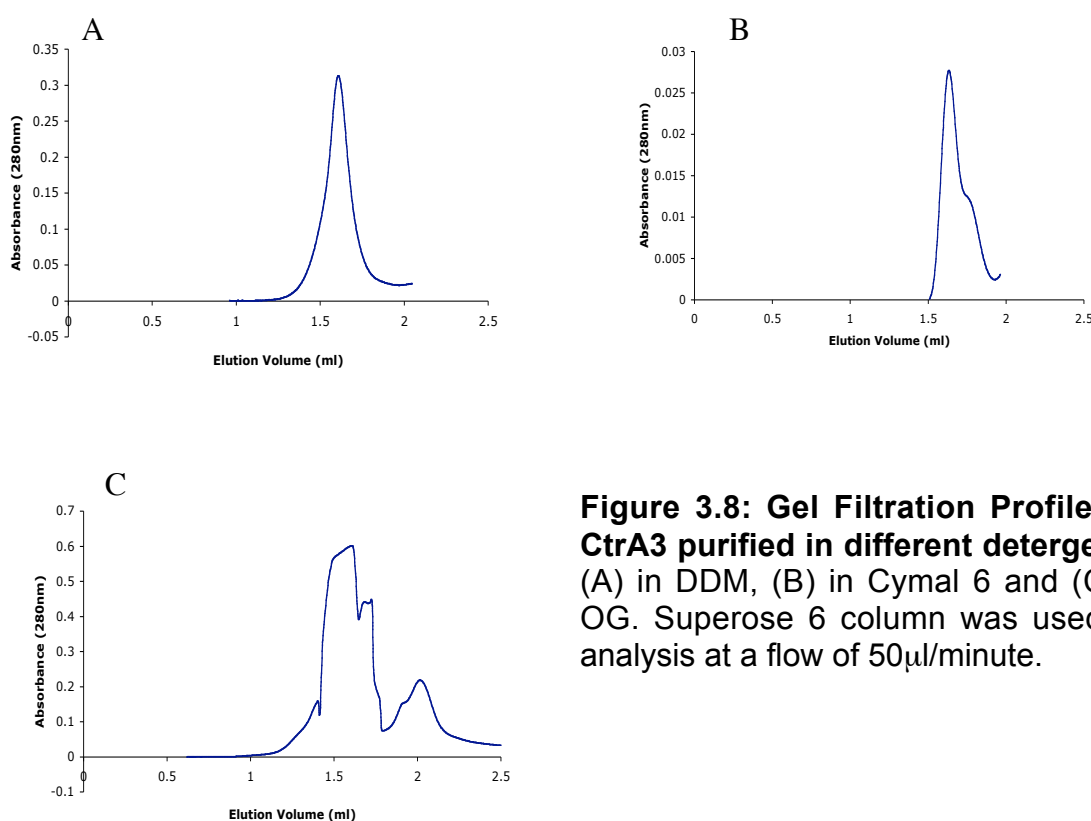 A
0.35
0.3
0.25
0.2
0.15
0.1
0.05
0
-0.05
0 0.5 1 1.5 2 2.5
Absorbance (280nm)
Elution Volume (ml)
B
0.03
0.025
0.02
0.015
0.01
0.005
0
0 0.5 1 1.5 2 2.5
Absorbance (280nm)
Elution Volume (ml)
C
0.7
0.6
0.5
0.4
0.3
0.2
0.1
0
-0.1
0 0.5 1 1.5 2 2.5
Absorbance (280nm)
Elution Volume (ml)
Figure 3.8: Gel Filtration Profile
CtrA3 purified in different deterge
(A) in DDM, (B) in Cymal 6 and (
OG. Superose 6 column was used
analysis at a flow of 50μl/minute.